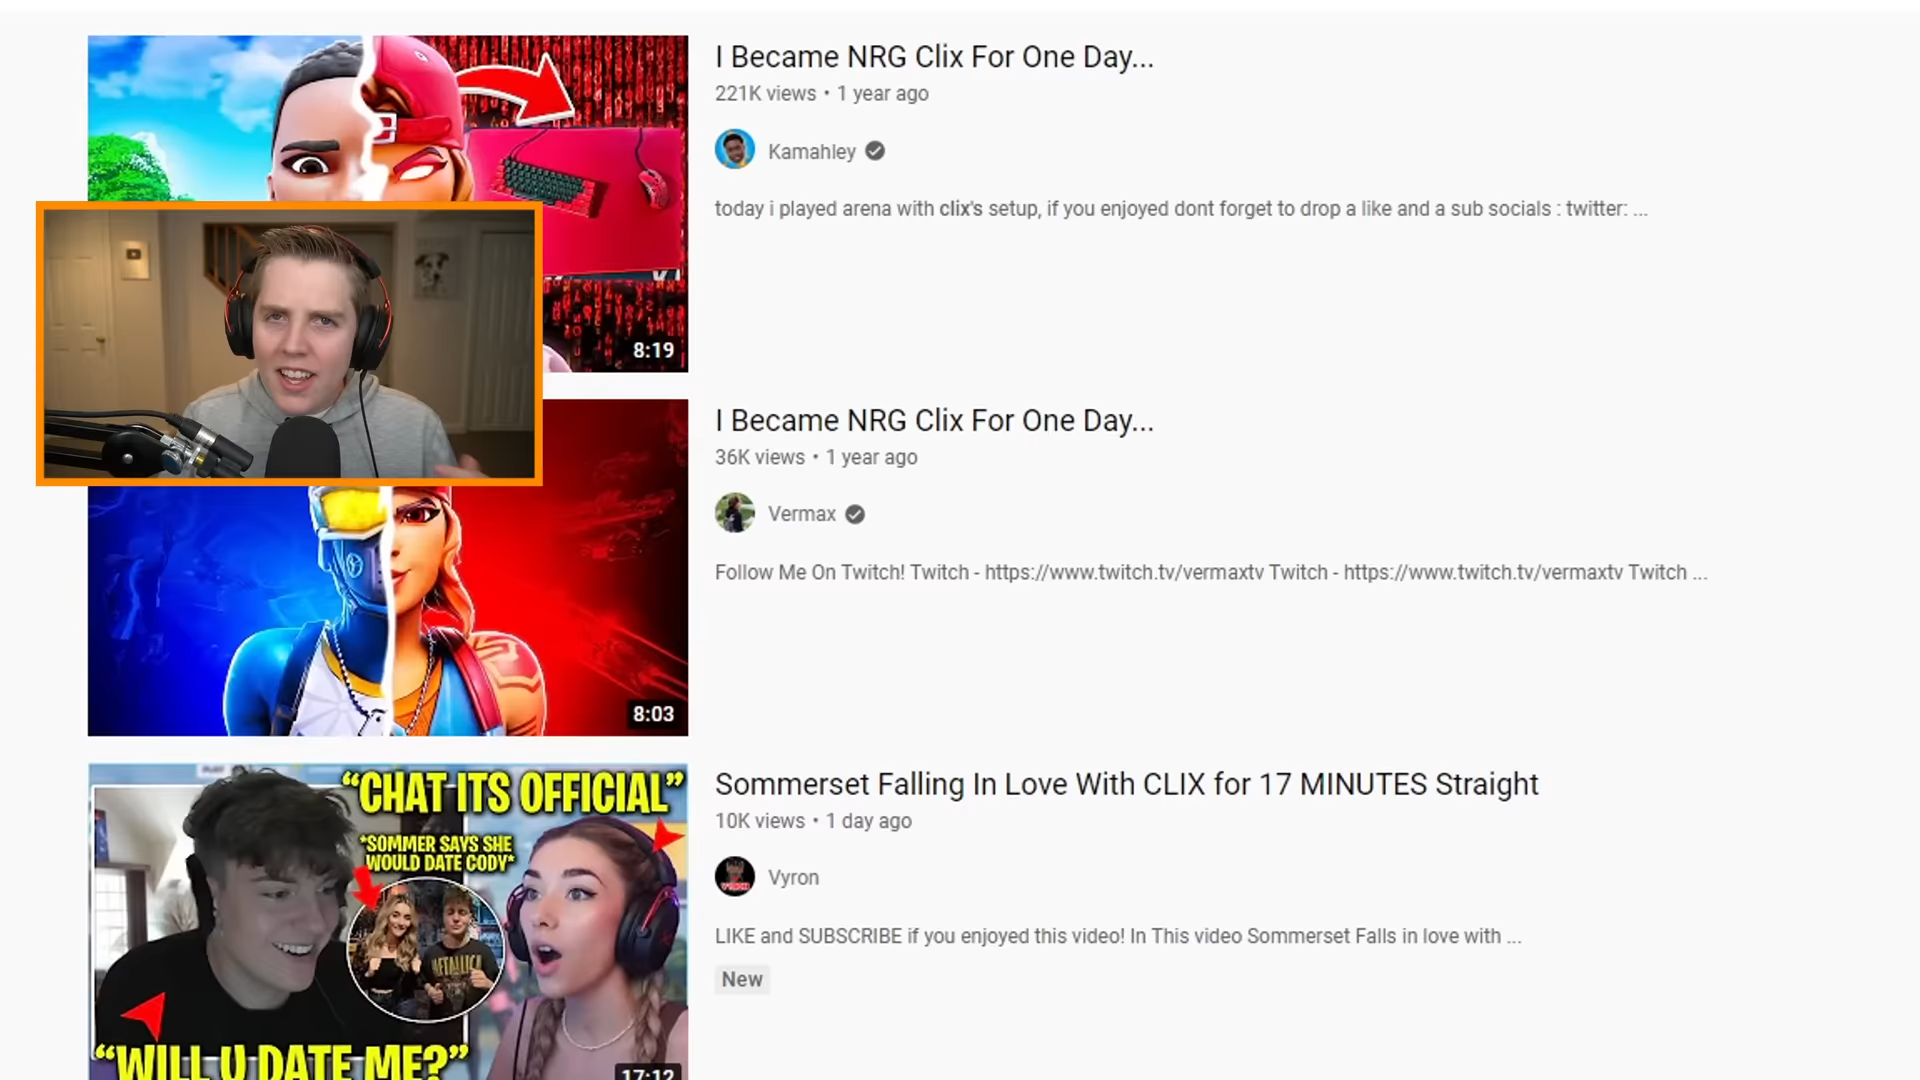 I Became NRG Clix For One Day...
221K views • 1 year ago
Kamahley
today i played arena with clix's setup, if you enjoyed dont forget to drop a like and a sub socials : twitter: ...
8:19
I Became NRG Clix For One Day...
36K views • 1 year ago
Vermax
Follow Me On Twitch! Twitch - https://www.twitch.tv/vermaxtv Twitch - https://www.twitch.tv/vermaxtv Twitch ...
8:03
“CHAT ITS OFFICIAL”
*SOMMER SAYS SHE
WOULD DATE CODY*
METALLICA
“WILL U DATE ME?”
17:12
Sommerset Falling In Love With CLIX for 17 MINUTES Straight
10K views • 1 day ago
Vyron
LIKE and SUBSCRIBE if you enjoyed this video! In This video Sommerset Falls in love with ...
New